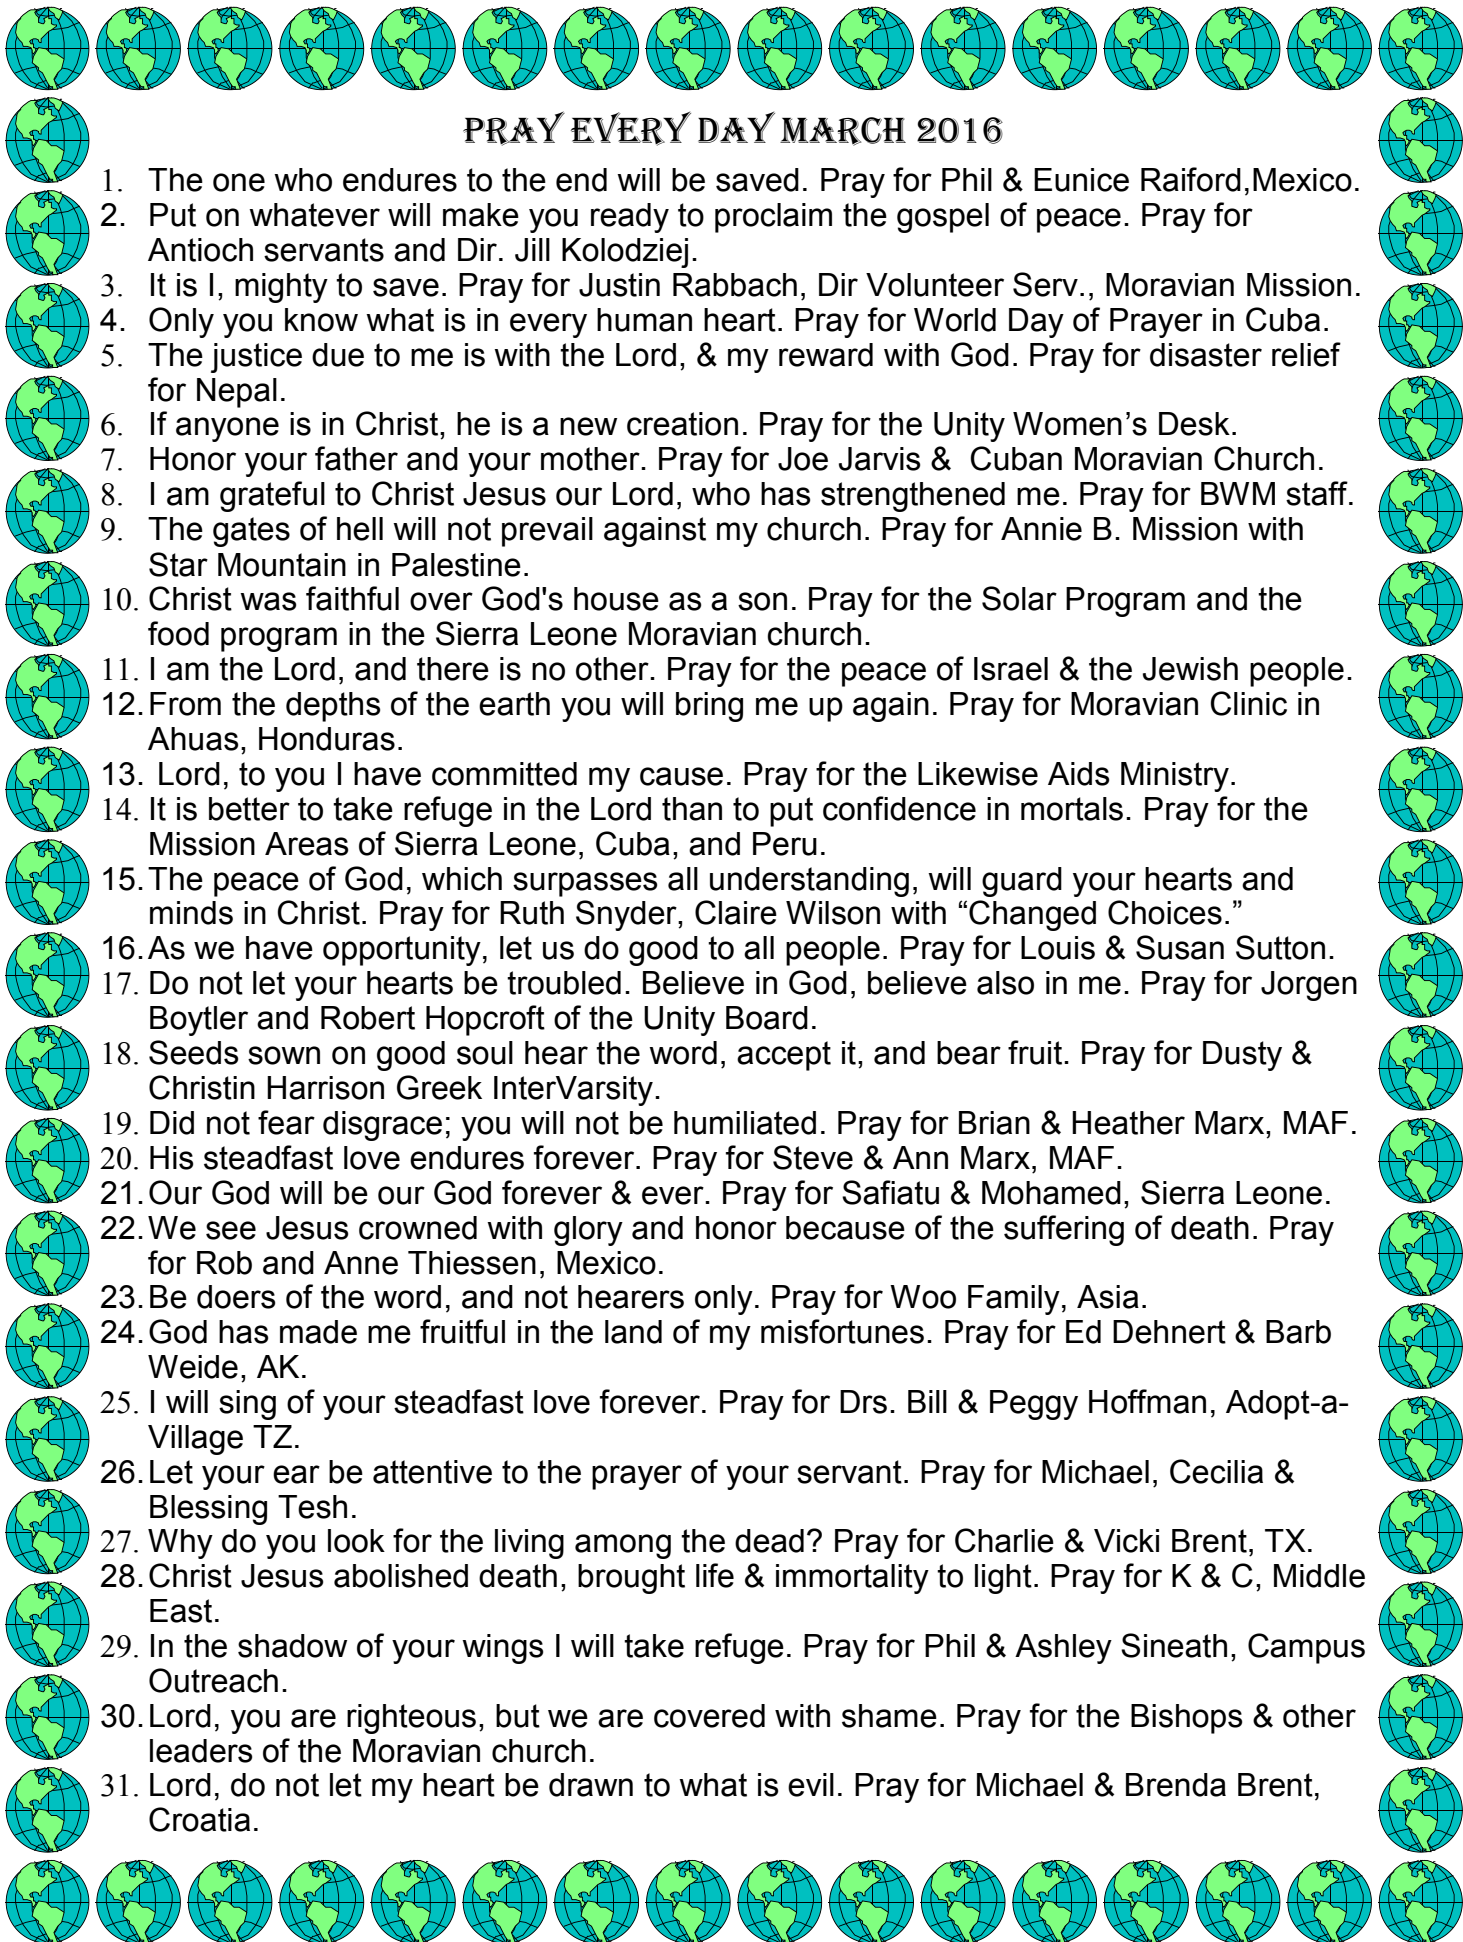 PRAY EVERY DAY MARCH 2016
1. The one who endures to the end will be saved. Pray for Phil & Eunice Raiford,Mexico.
2. Put on whatever will make you ready to proclaim the gospel of peace. Pray for
Antioch servants and Dir. Jill Kolodziej.
3. It is I, mighty to save. Pray for Justin Rabbach, Dir Volunteer Serv., Moravian Mission.
4. Only you know what is in every human heart. Pray for World Day of Prayer in Cuba.
5. The justice due to me is with the Lord, & my reward with God. Pray for disaster relief
for Nepal.
6. If anyone is in Christ, he is a new creation. Pray for the Unity Women’s Desk.
7. Honor your father and your mother. Pray for Joe Jarvis &  Cuban Moravian Church.
8. I am grateful to Christ Jesus our Lord, who has strengthened me. Pray for BWM staff.
9. The gates of hell will not prevail against my church. Pray for Annie B. Mission with
Star Mountain in Palestine.
10. Christ was faithful over God's house as a son. Pray for the Solar Program and the
food program in the Sierra Leone Moravian church.
11. I am the Lord, and there is no other. Pray for the peace of Israel & the Jewish people.
12. From the depths of the earth you will bring me up again. Pray for Moravian Clinic in
Ahuas, Honduras.
13. Lord, to you I have committed my cause. Pray for the Likewise Aids Ministry.
14. It is better to take refuge in the Lord than to put confidence in mortals. Pray for the
Mission Areas of Sierra Leone, Cuba, and Peru.
15. The peace of God, which surpasses all understanding, will guard your hearts and
minds in Christ. Pray for Ruth Snyder, Claire Wilson with “Changed Choices.”
16. As we have opportunity, let us do good to all people. Pray for Louis & Susan Sutton.
17. Do not let your hearts be troubled. Believe in God, believe also in me. Pray for Jorgen
Boytler and Robert Hopcroft of the Unity Board.
18. Seeds sown on good soul hear the word, accept it, and bear fruit. Pray for Dusty &
Christin Harrison Greek InterVarsity.
19. Did not fear disgrace; you will not be humiliated. Pray for Brian & Heather Marx, MAF.
20. His steadfast love endures forever. Pray for Steve & Ann Marx, MAF.
21. Our God will be our God forever & ever. Pray for Safiatu & Mohamed, Sierra Leone.
22. We see Jesus crowned with glory and honor because of the suffering of death. Pray
for Rob and Anne Thiessen, Mexico.
23. Be doers of the word, and not hearers only. Pray for Woo Family, Asia.
24. God has made me fruitful in the land of my misfortunes. Pray for Ed Dehnert & Barb
Weide, AK.
25. I will sing of your steadfast love forever. Pray for Drs. Bill & Peggy Hoffman, Adopt-a-
Village TZ.
26. Let your ear be attentive to the prayer of your servant. Pray for Michael, Cecilia &
Blessing Tesh.
27. Why do you look for the living among the dead? Pray for Charlie & Vicki Brent, TX.
28. Christ Jesus abolished death, brought life & immortality to light. Pray for K & C, Middle
East.
29. In the shadow of your wings I will take refuge. Pray for Phil & Ashley Sineath, Campus
Outreach.
30. Lord, you are righteous, but we are covered with shame. Pray for the Bishops & other
leaders of the Moravian church.
31. Lord, do not let my heart be drawn to what is evil. Pray for Michael & Brenda Brent,
Croatia.